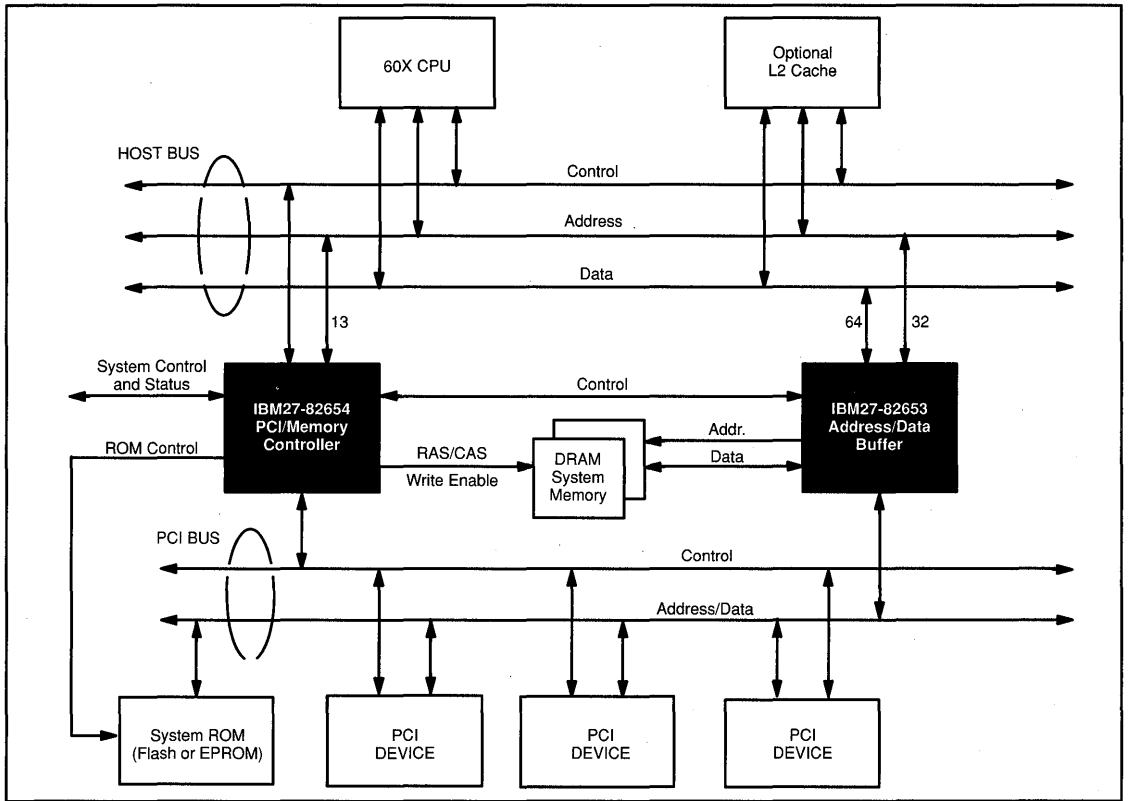 60X CPU
Optional
L2 Cache
HOST BUS
Control
Address
Data
13
64
32
System Control
and Status
IBM27-82654
PCI/Memory
Controller
Control
IBM27-82653
Address/Data
Buffer
ROM Control
RAS/CAS
Write Enable
DRAM
System
Memory
Addr.
Data
PCI BUS
Control
Address/Data
System ROM
(Flash or EPROM)
PCI
DEVICE
PCI
DEVICE
PCI
DEVICE